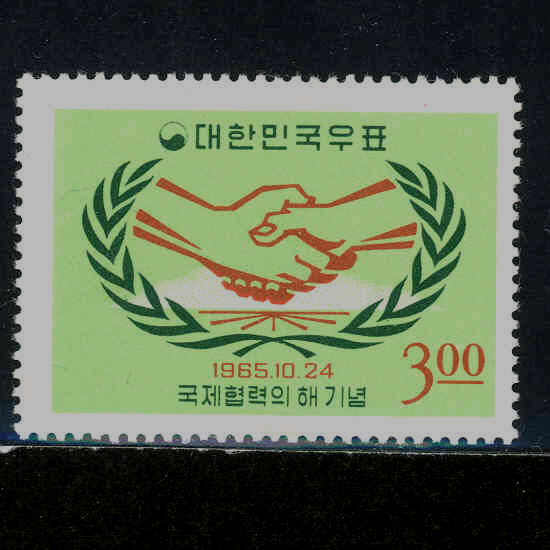 대한민국우표
1965.10.24
3.00
국제협력의 해 기념